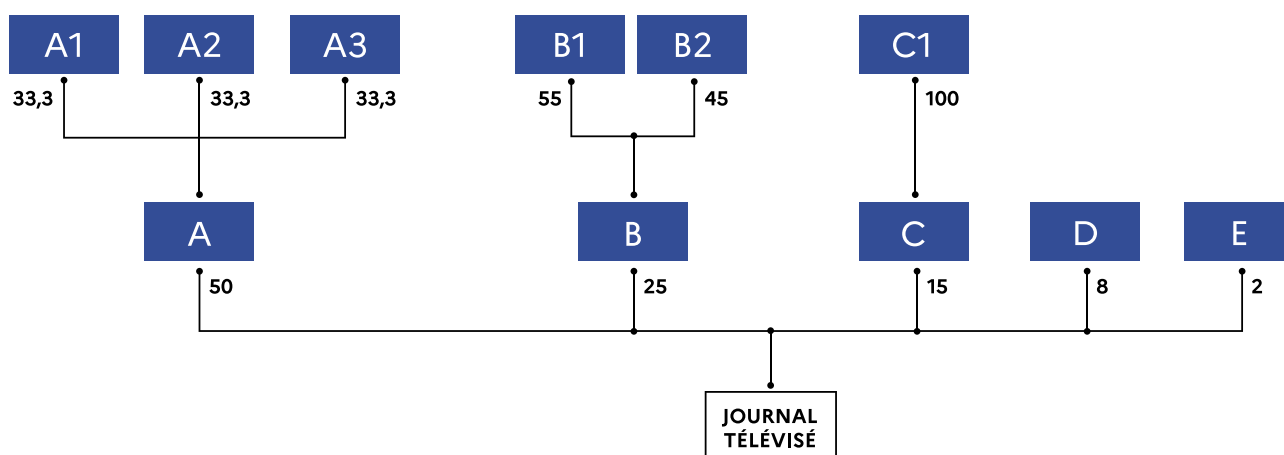 A1 A2 A3 B1 B2 C1
33,3 33,3 33,3 55 45 100
A B C D E
50 25 15 8 2
JOURNAL
TÉLÉVISÉ